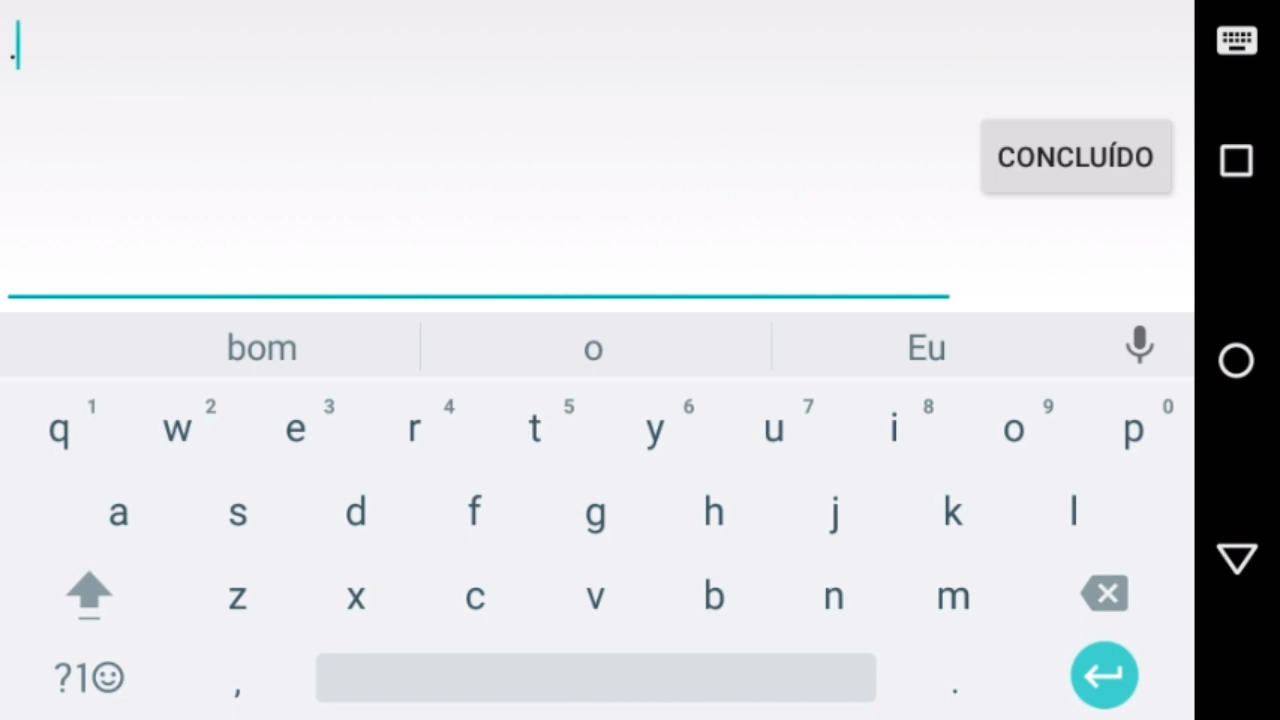 .
CONCLUÍDO
bom o Eu
q 1 w 2 e 3 r 4 t 5 y 6 u 7 i 8 o 9 p 0
a s d f g h j k l
z x c v b n m
?1☺ , .